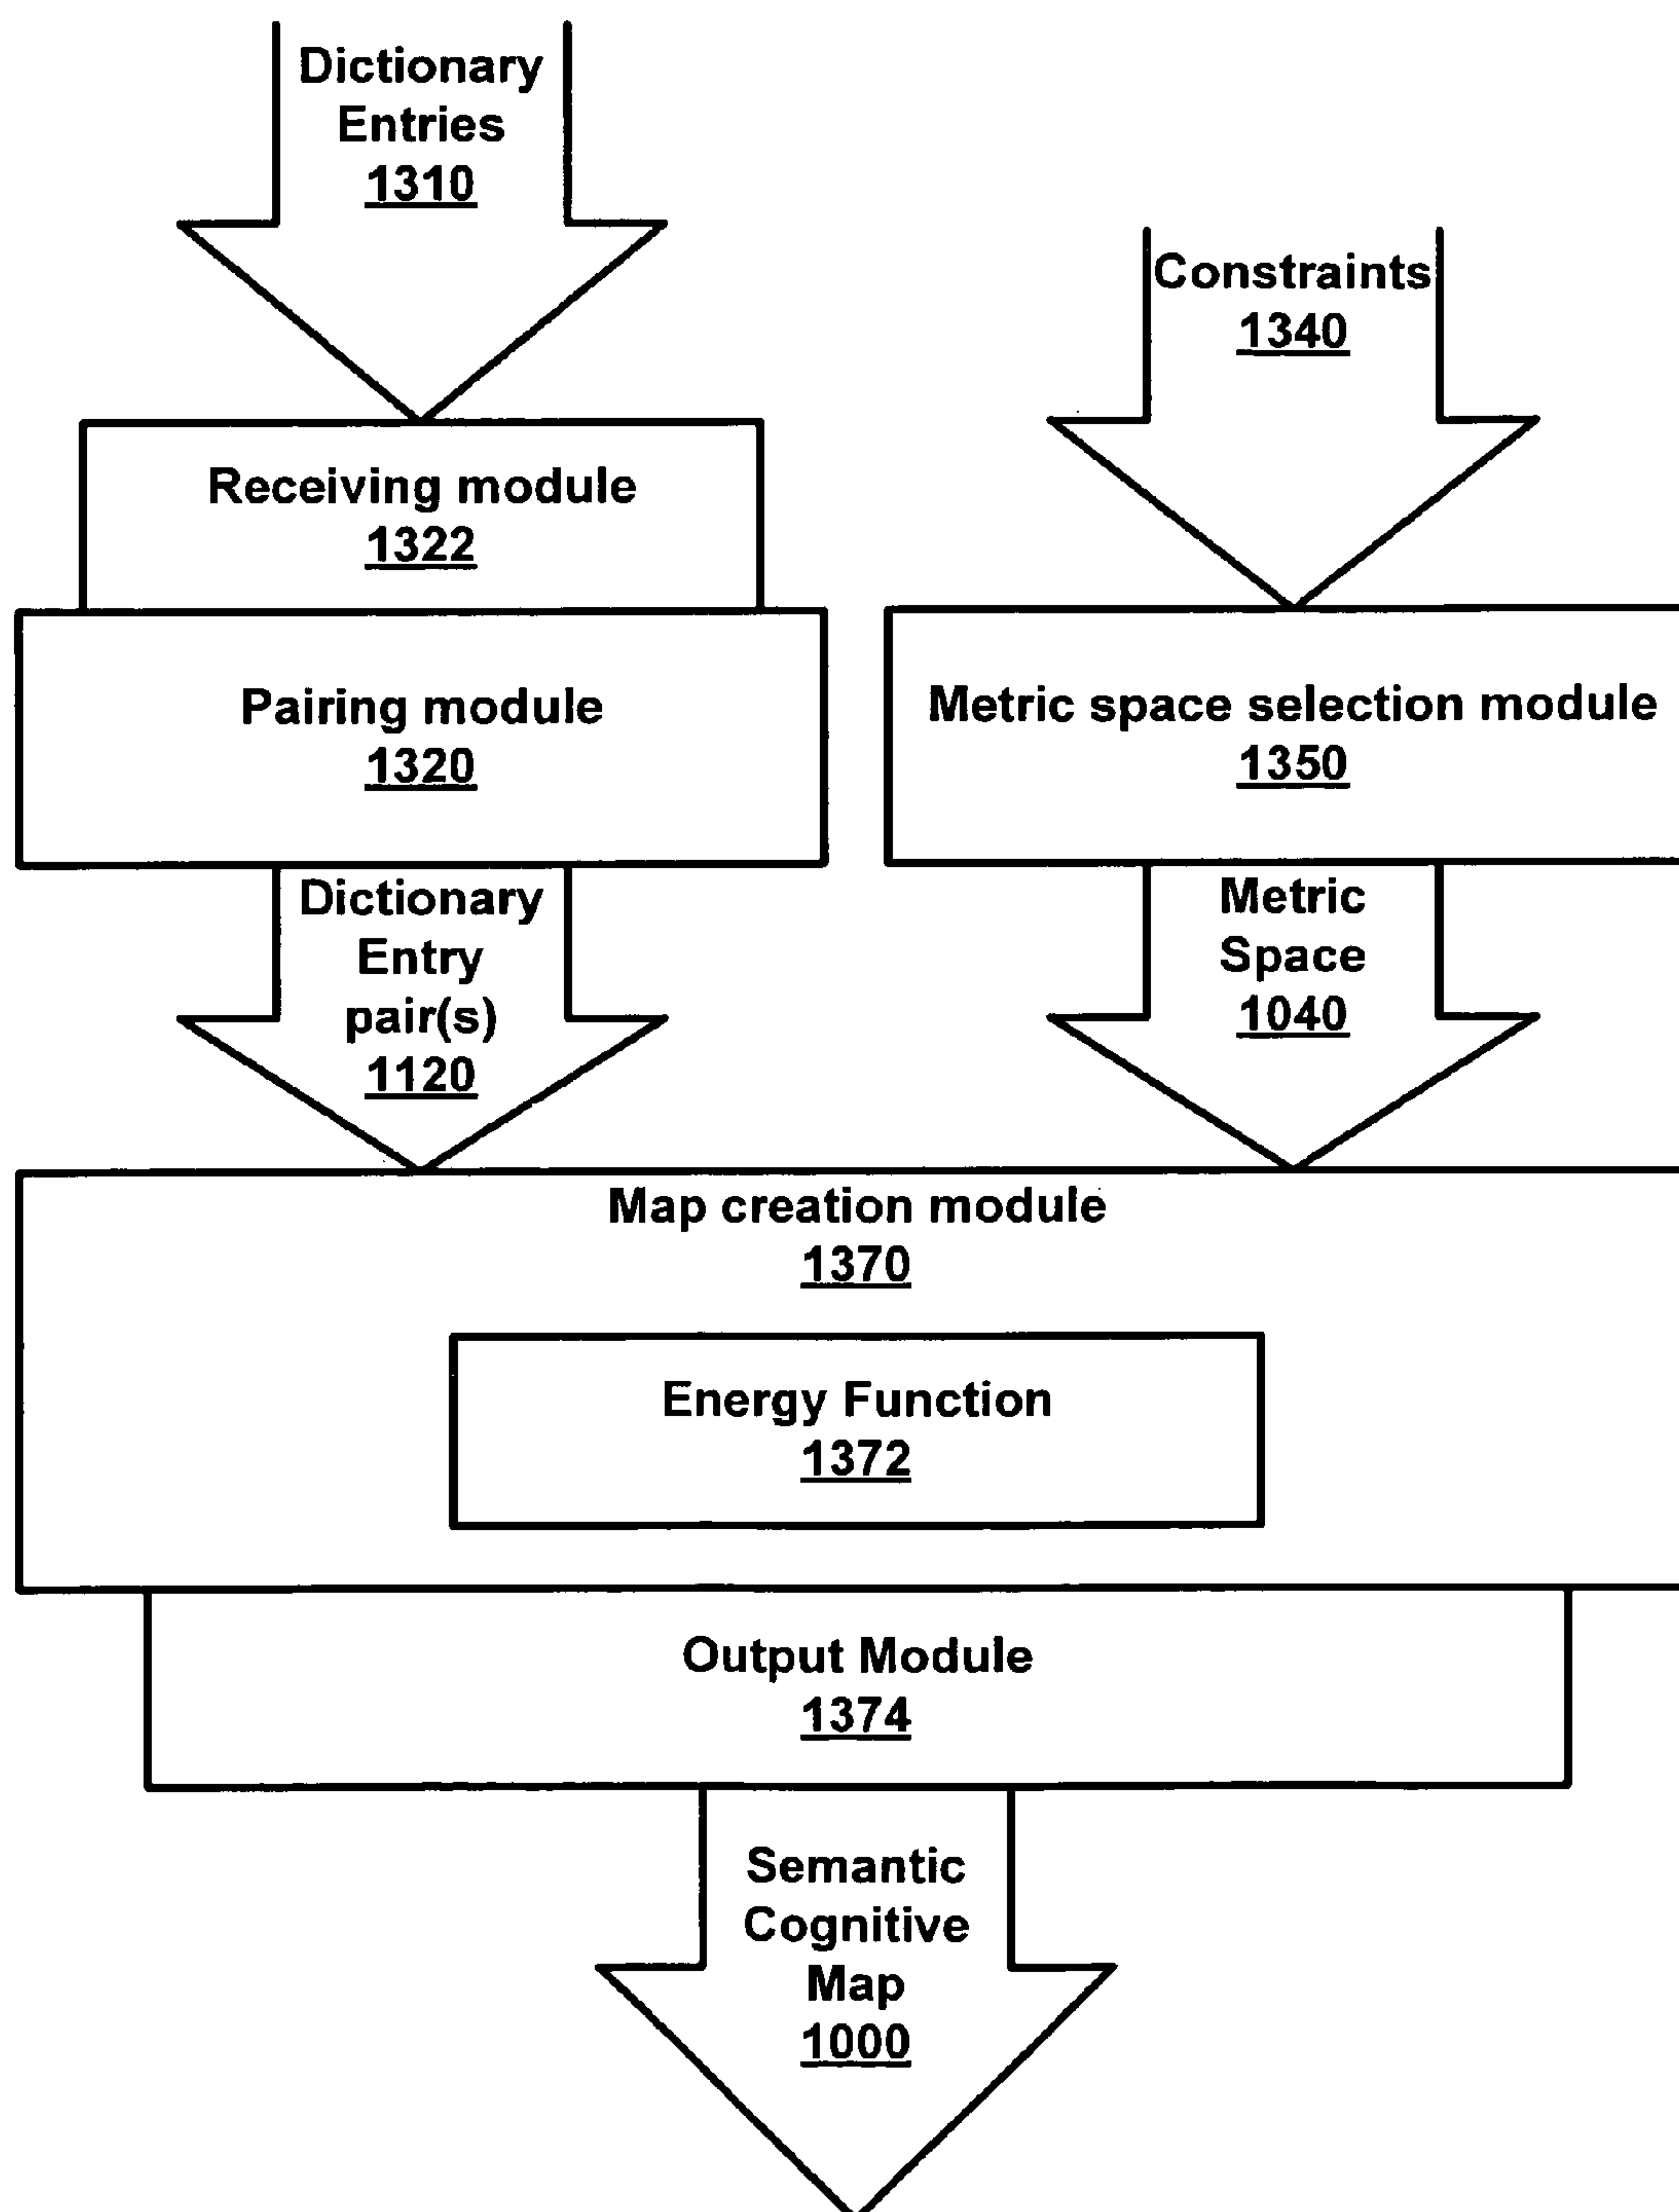 Dictionary
Entries
1310
Constraints
1340
Receiving module
1322
Pairing module
1320
Metric space selection module
1350
Dictionary
Entry
pair(s)
1120
Metric
Space
1040
Map creation module
1370
Energy Function
1372
Output Module
1374
Semantic
Cognitive
Map
1000